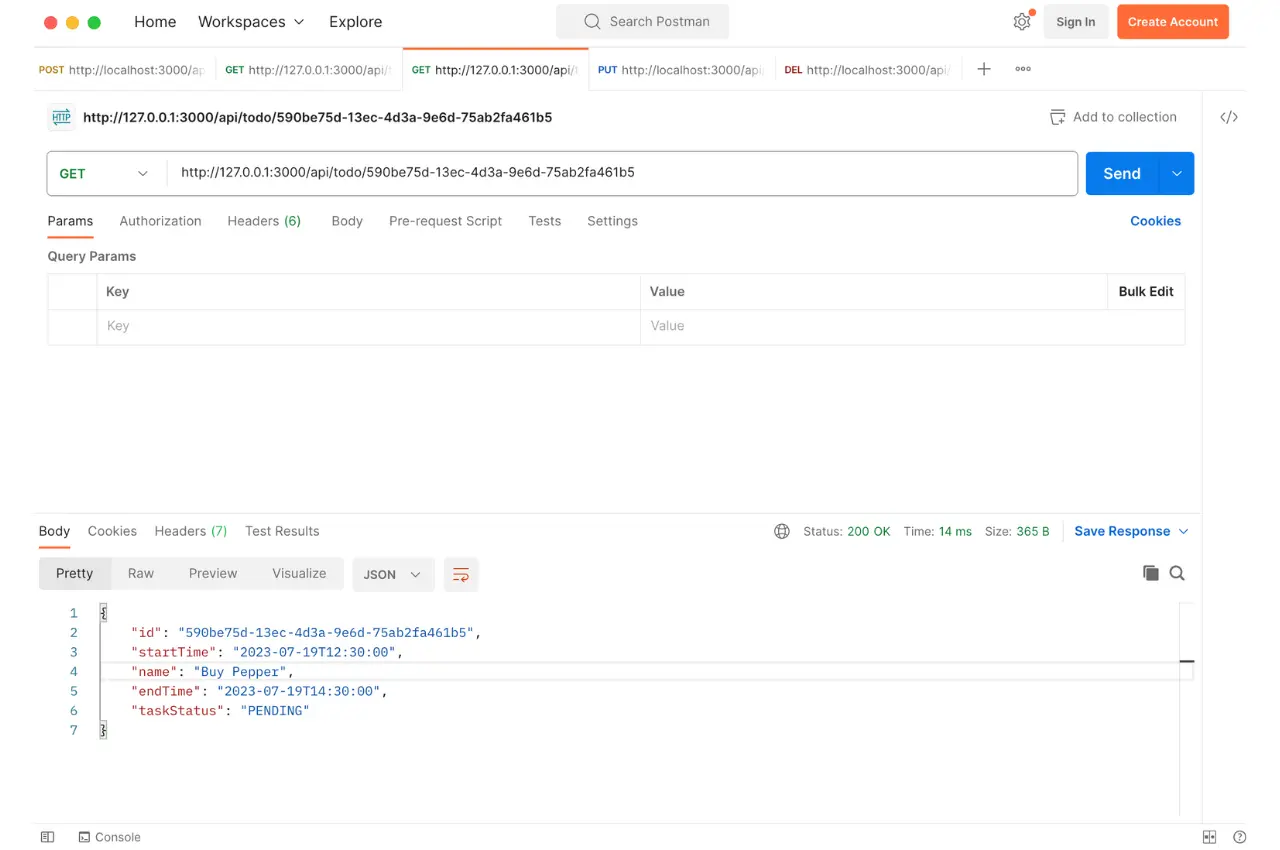 Home Workspaces Explore Search Postman Sign In Create Account
POST http://localhost:3000/ap GET http://127.0.0.1:3000/api/ GET http://127.0.0.1:3000/api/ PUT http://localhost:3000/api DEL http://localhost:3000/api/
HTTP http://127.0.0.1:3000/api/todo/590be75d-13ec-4d3a-9e6d-75ab2fa461b5 Add to collection </>
GET http://127.0.0.1:3000/api/todo/590be75d-13ec-4d3a-9e6d-75ab2fa461b5 Send
Params Authorization Headers (6) Body Pre-request Script Tests Settings Cookies
Query Params
Key Value Bulk Edit
Key Value
Body Cookies Headers (7) Test Results Status: 200 OK Time: 14 ms Size: 365 B Save Response
Pretty Raw Preview Visualize JSON
1 {
2 "id": "590be75d-13ec-4d3a-9e6d-75ab2fa461b5",
3 "startTime": "2023-07-19T12:30:00",
4 "name": "Buy Pepper",
5 "endTime": "2023-07-19T14:30:00",
6 "taskStatus": "PENDING"
7 }
Console